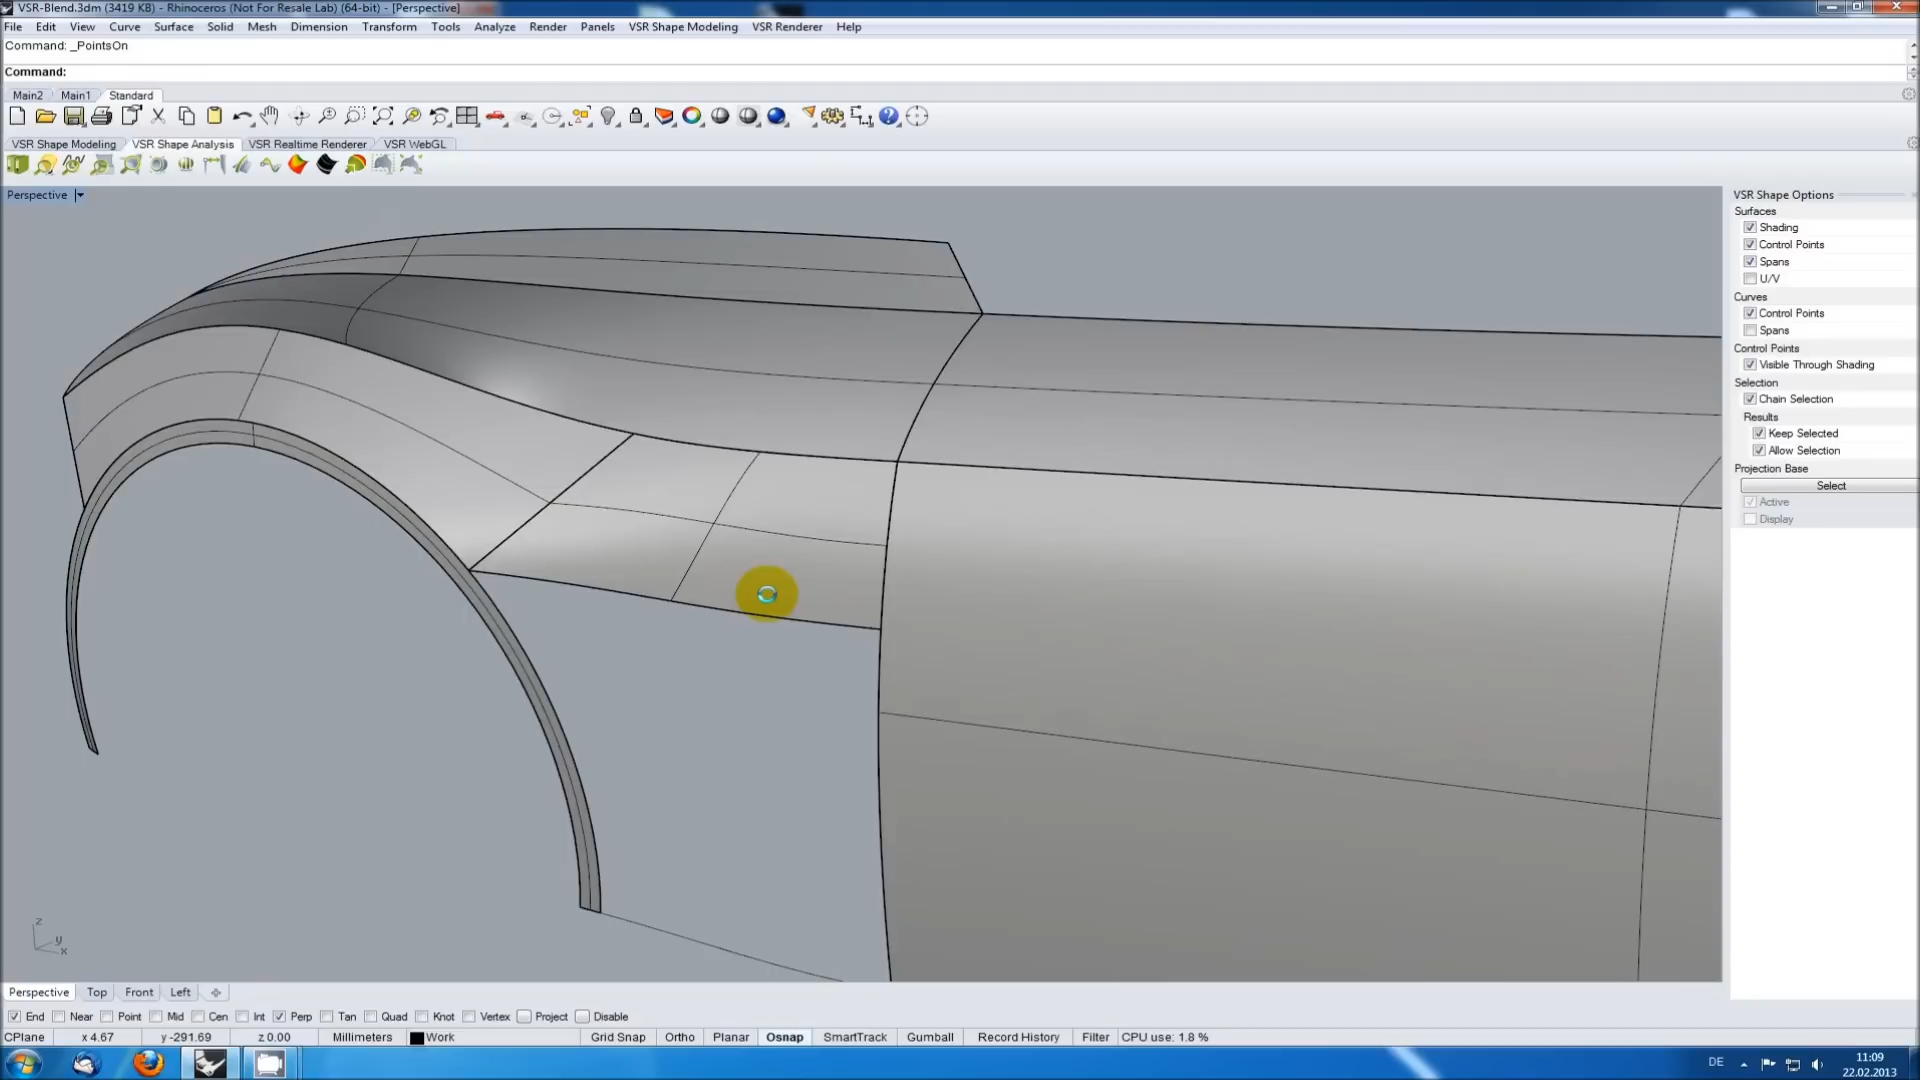 VSR-Blend.3dm (3419 KB) - Rhinoceros (Not For Resale Lab) (64-bit) - [Perspective]
File Edit View Curve Surface Solid Mesh Dimension Transform Tools Analyze Render Panels VSR Shape Modeling VSR Renderer Help
Command: _PointsOn
Command:
Main2 Main1 Standard
VSR Shape Modeling VSR Shape Analysis VSR Realtime Renderer VSR WebGL
Perspective
VSR Shape Options
Surfaces
Shading
Control Points
Spans
U/V
Curves
Control Points
Spans
Control Points
Visible Through Shading
Selection
Chain Selection
Results
Keep Selected
Allow Selection
Projection Base
Select
Active
Display
z
y
x
Perspective Top Front Left
End Near Point Mid Cen Int Perp Tan Quad Knot Vertex Project Disable
CPlane x 4.67 y -291.69 z 0.00 Millimeters Work Grid Snap Ortho Planar Osnap SmartTrack Gumball Record History Filter CPU use: 1.8 %
DE
11:09
22.02.2013